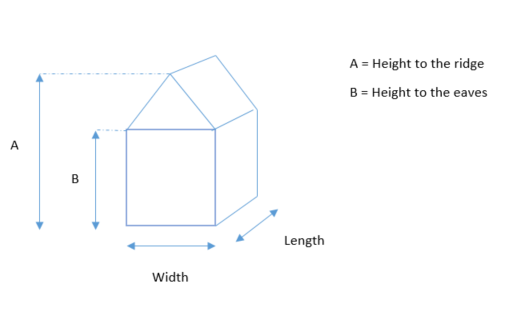 A = Height to the ridge
B = Height to the eaves
A
B
Length
Width